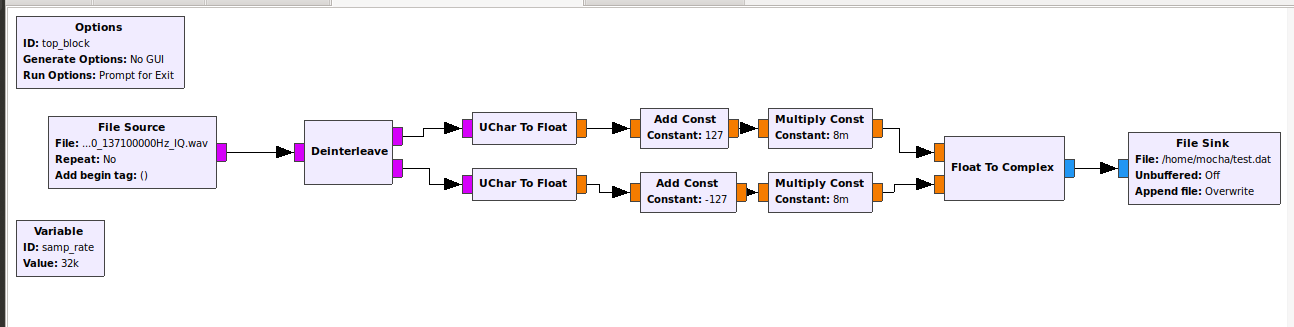 Options
ID: top_block
Generate Options: No GUI
Run Options: Prompt for Exit
File Source
File: ...0_137100000Hz_IQ.wav
Repeat: No
Add begin tag: ()
Deinterleave
UChar To Float
Add Const
Constant: 127
Multiply Const
Constant: 8m
UChar To Float
Add Const
Constant: -127
Multiply Const
Constant: 8m
Float To Complex
File Sink
File: /home/mocha/test.dat
Unbuffered: Off
Append file: Overwrite
Variable
ID: samp_rate
Value: 32k